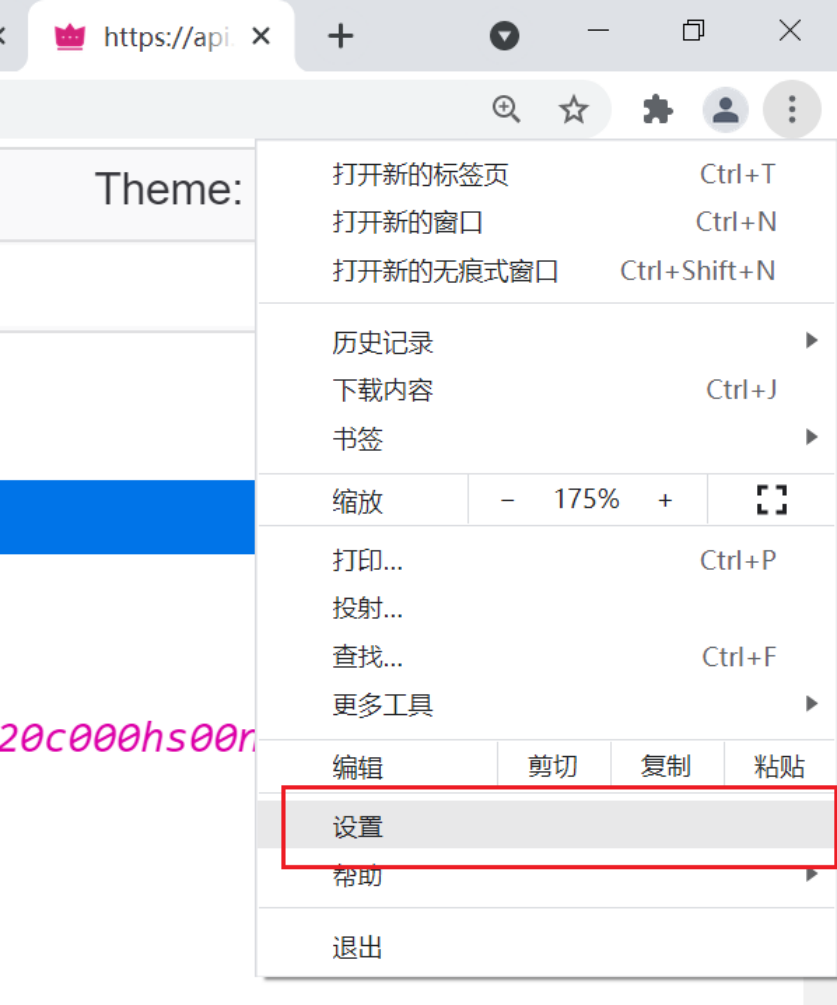 https://api.
Theme:
打开新的标签页 Ctrl+T
打开新的窗口 Ctrl+N
打开新的无痕式窗口 Ctrl+Shift+N
历史记录
下载内容 Ctrl+J
书签
缩放 − 175% +
打印... Ctrl+P
投射...
查找... Ctrl+F
更多工具
20c000hs00n
编辑 剪切 复制 粘贴
设置
帮助
退出